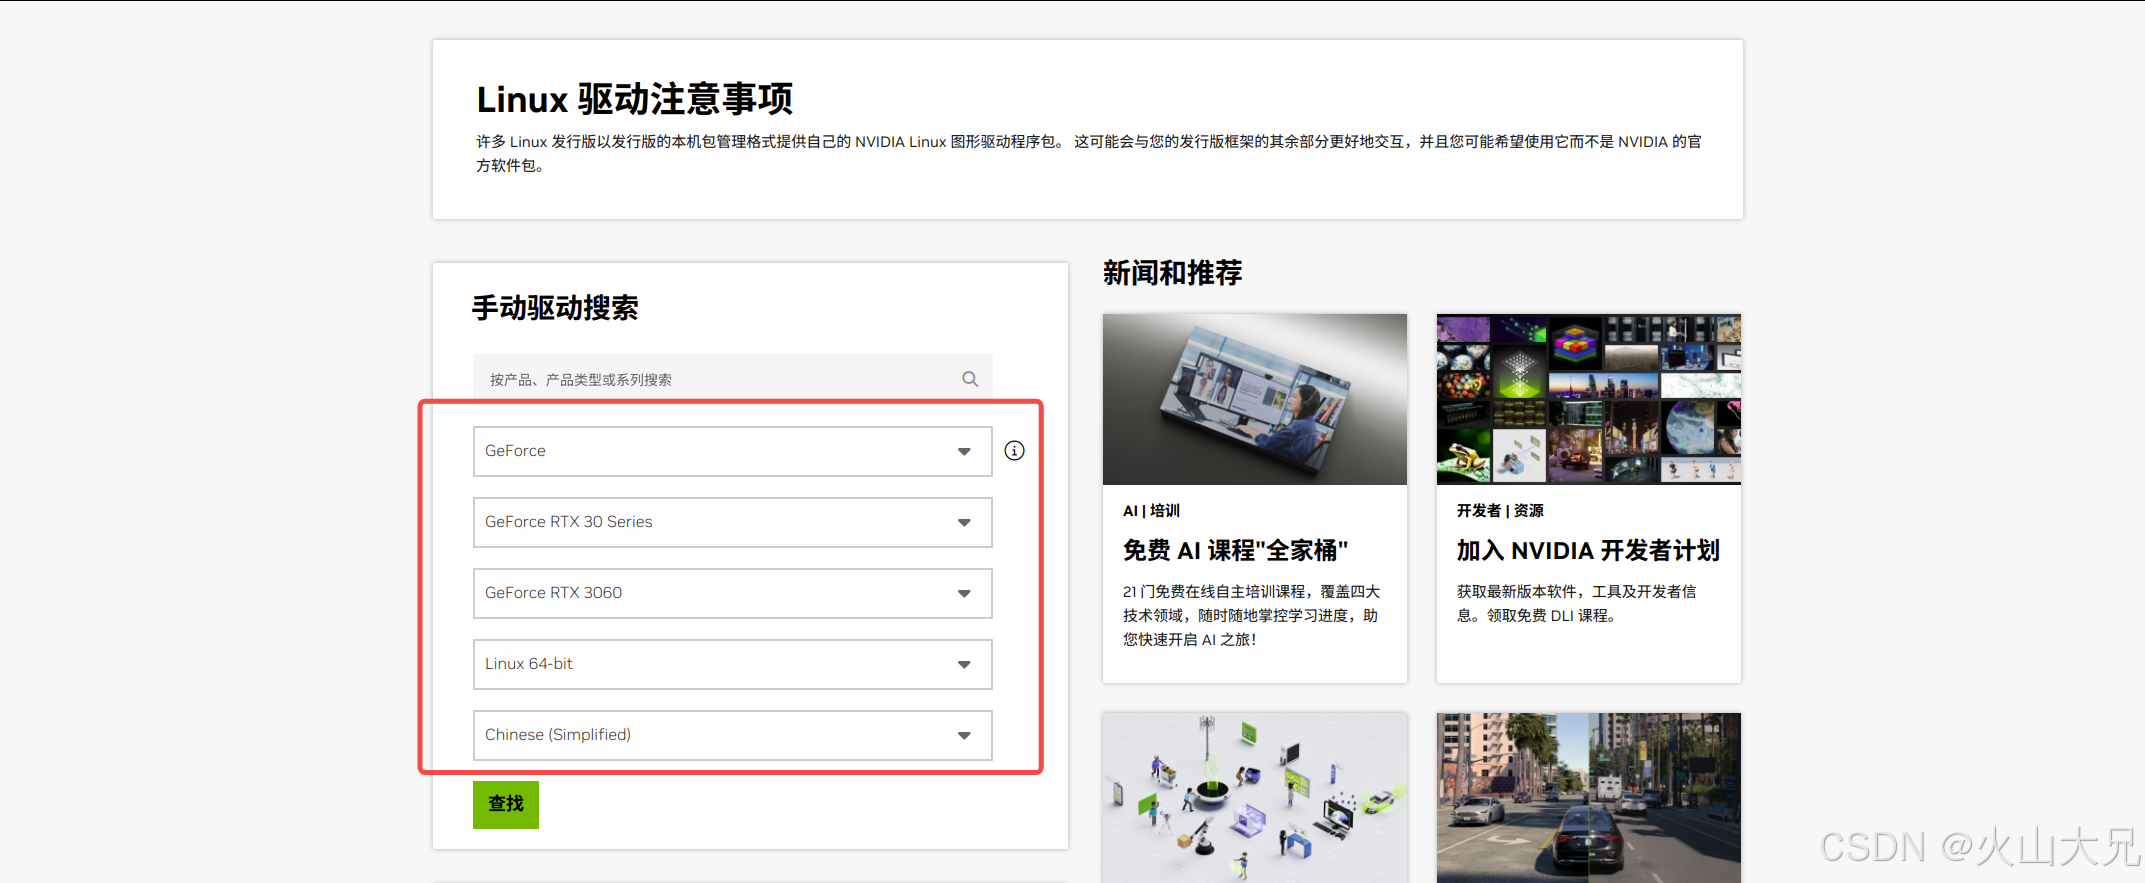 Linux 驱动注意事项
许多 Linux 发行版以发行版的本机包管理格式提供自己的 NVIDIA Linux 图形驱动程序包。 这可能会与您的发行版框架的其余部分更好地交互，并且您可能希望使用它而不是 NVIDIA 的官
方软件包。
手动驱动搜索
按产品、产品类型或系列搜索
GeForce
GeForce RTX 30 Series
GeForce RTX 3060
Linux 64-bit
Chinese (Simplified)
查找
新闻和推荐
AI | 培训
免费 AI 课程"全家桶"
21 门免费在线自主培训课程，覆盖四大
技术领域，随时随地掌控学习进度，助
您快速开启 AI 之旅！
开发者 | 资源
加入 NVIDIA 开发者计划
获取最新版本软件，工具及开发者信
息。领取免费 DLI 课程。
CSDN @火山大兄